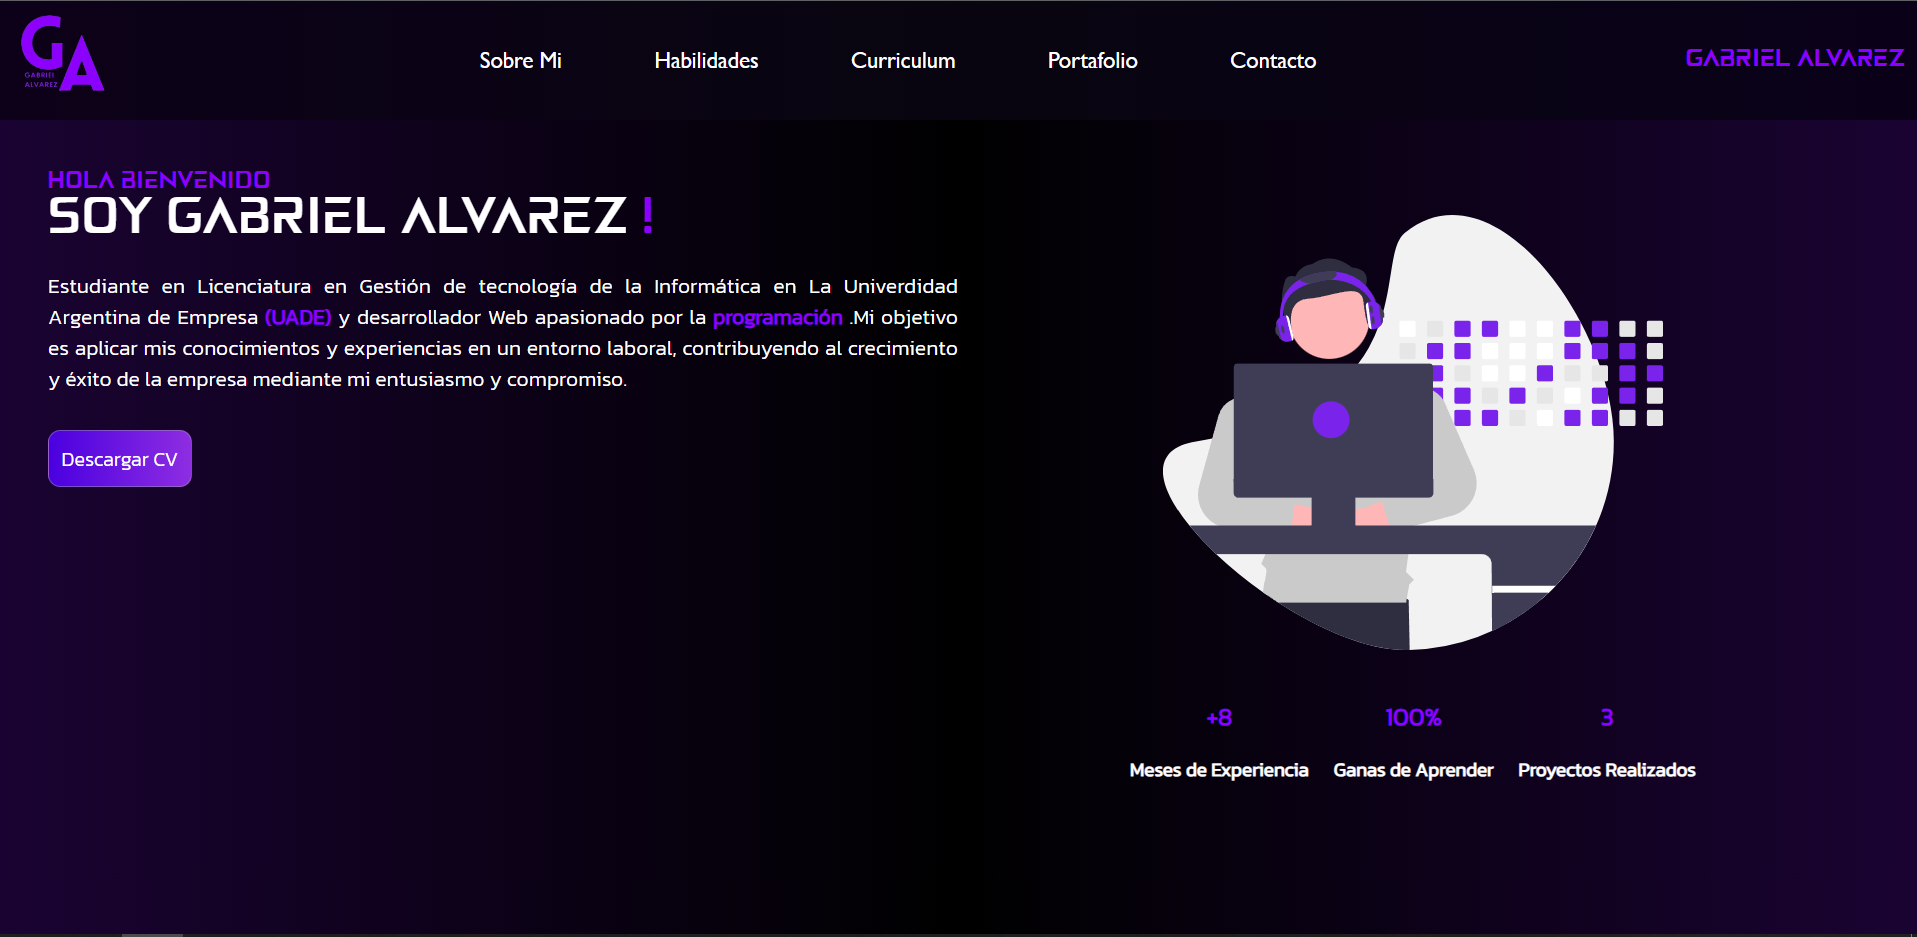 GA
GABRIEL
ALVAREZ
Sobre Mi
Habilidades
Curriculum
Portafolio
Contacto
GABRIEL ALVAREZ
HOLA BIENVENIDO
SOY GABRIEL ALVAREZ !
Estudiante en Licenciatura en Gestión de tecnología de la Informática en La Univerdidad
Argentina de Empresa (UADE) y desarrollador Web apasionado por la programación .Mi objetivo
es aplicar mis conocimientos y experiencias en un entorno laboral, contribuyendo al crecimiento
y éxito de la empresa mediante mi entusiasmo y compromiso.
Descargar CV
+8
Meses de Experiencia
100%
Ganas de Aprender
3
Proyectos Realizados